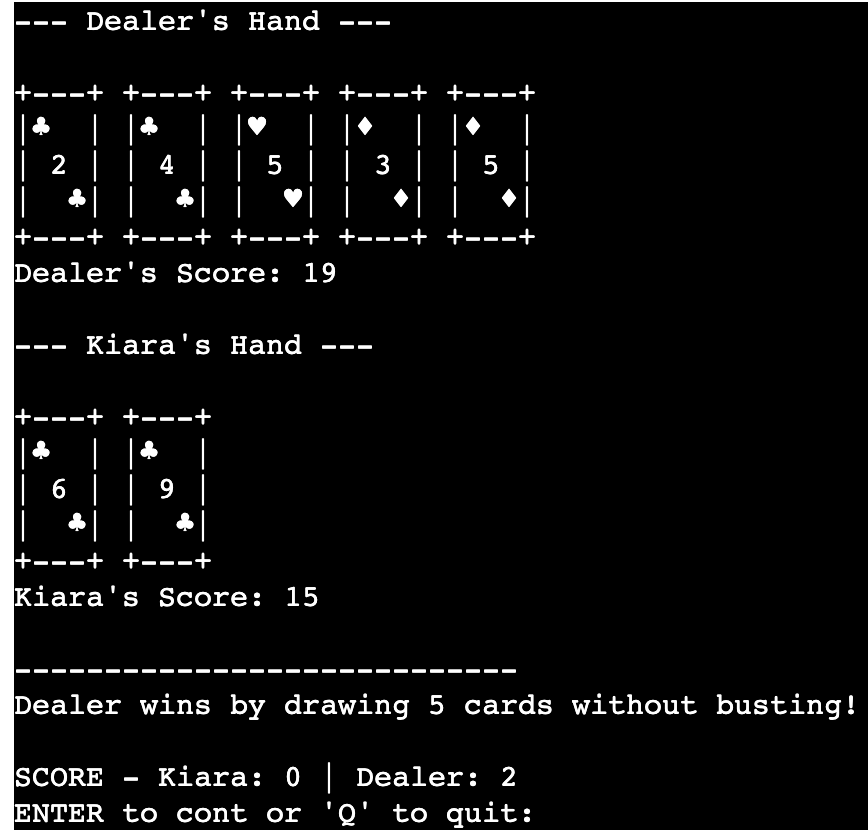 --- Dealer's Hand ---
+---+ +---+ +---+ +---+ +---+
|♣  | |♣  | |♥  | |♦  | |♦  |
| 2 | | 4 | | 5 | | 3 | | 5 |
|  ♣| |  ♣| |  ♥| |  ♦| |  ♦|
+---+ +---+ +---+ +---+ +---+
Dealer's Score: 19
--- Kiara's Hand ---
+---+ +---+
|♣  | |♣  |
| 6 | | 9 |
|  ♣| |  ♣|
+---+ +---+
Kiara's Score: 15
----------------------------
Dealer wins by drawing 5 cards without busting!
SCORE - Kiara: 0 | Dealer: 2
ENTER to cont or 'Q' to quit: